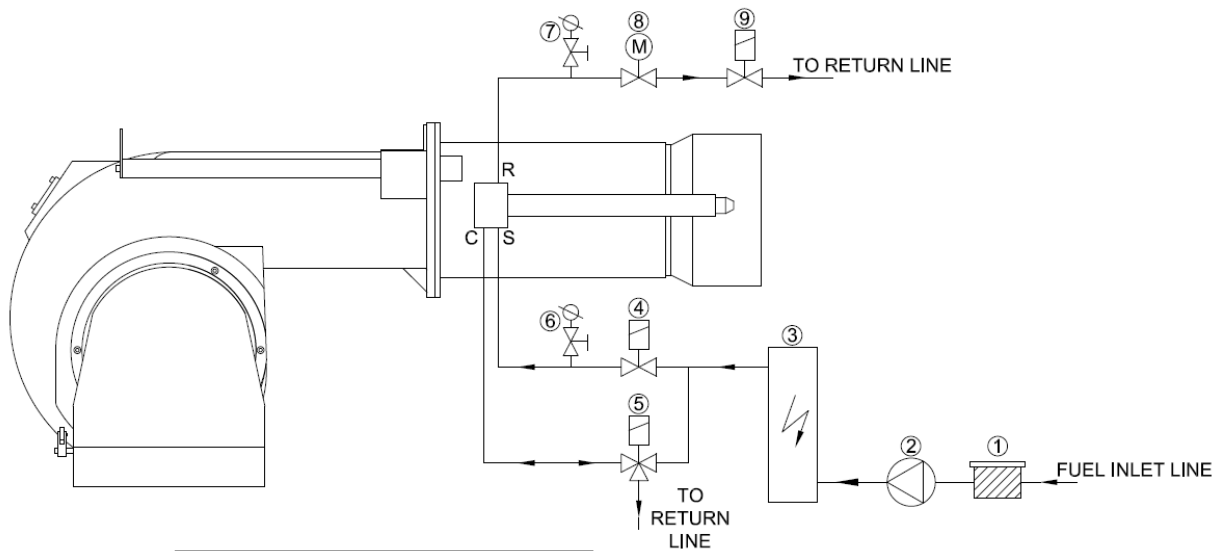 ⑦
⑧
M
⑨
TO RETURN LINE
R
C S
⑥
④
③
⑤
②
①
FUEL INLET LINE
TO
RETURN
LINE